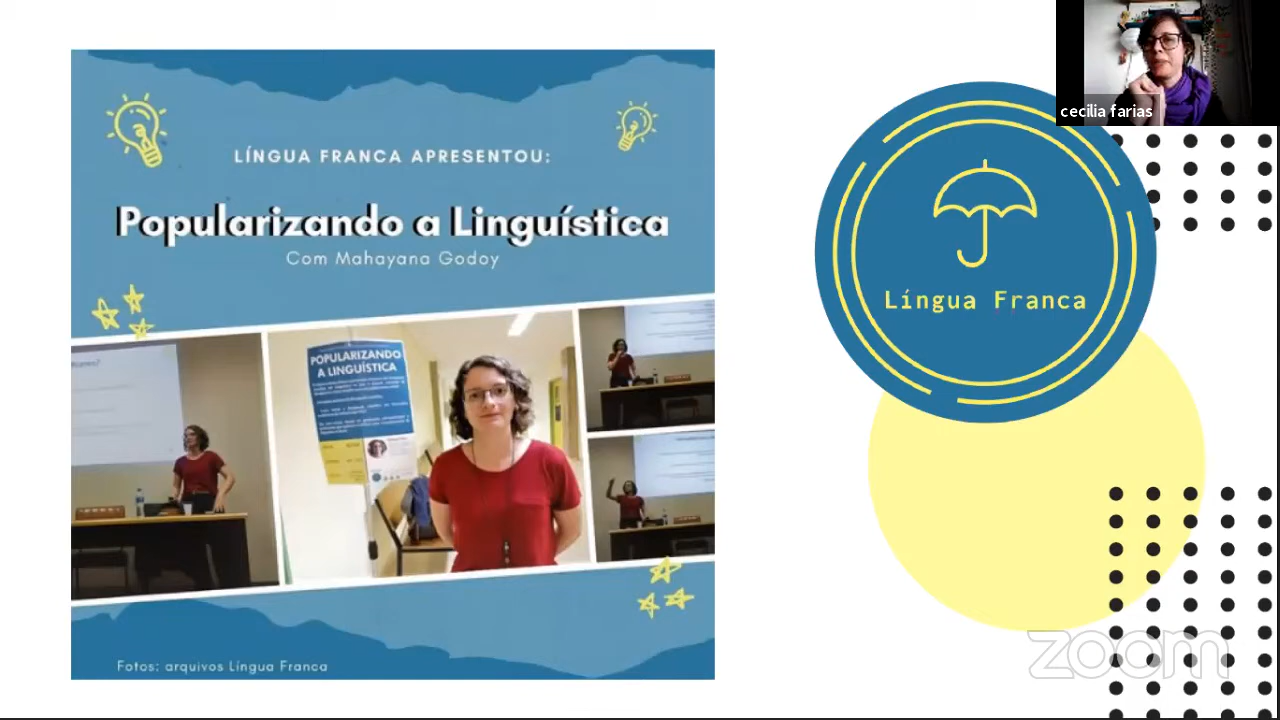 LÍNGUA FRANCA APRESENTOU:
Popularizando a Linguística
Com Mahayana Godoy
POPULARIZANDO
A LINGUÍSTICA
Fotos: arquivos Língua Franca
Língua Franca
cecilia farias
zoom